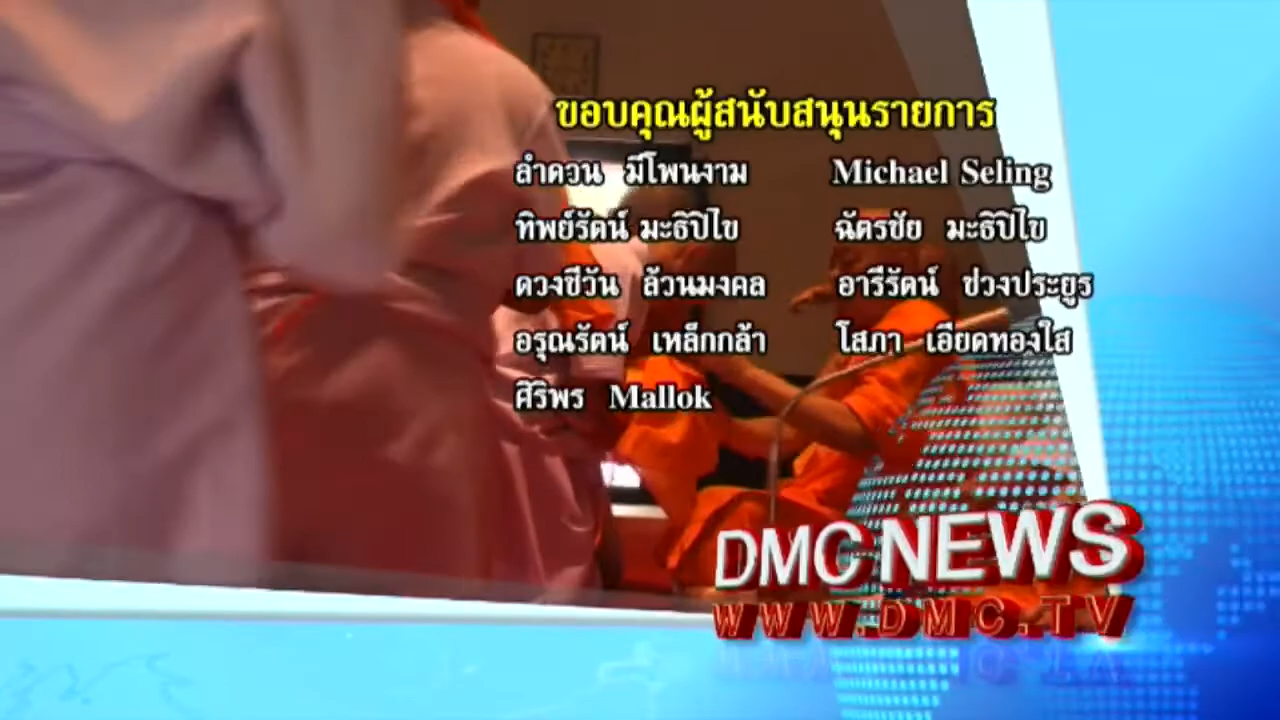 ขอบคุณผู้สนับสนุนรายการ
ลำดวน มีโพนงาม Michael Seling
ทิพย์รัตน์ มะธิปิไข ฉัตรชัย มะธิปิไข
ดวงชีวัน ล้วนมงคล อารีรัตน์ ช่วงประยูร
อรุณรัตน์ เหล็กกล้า โสภา เอียดทองใส
ศิริพร Mallok
DMC NEWS
WWW.DMC.TV